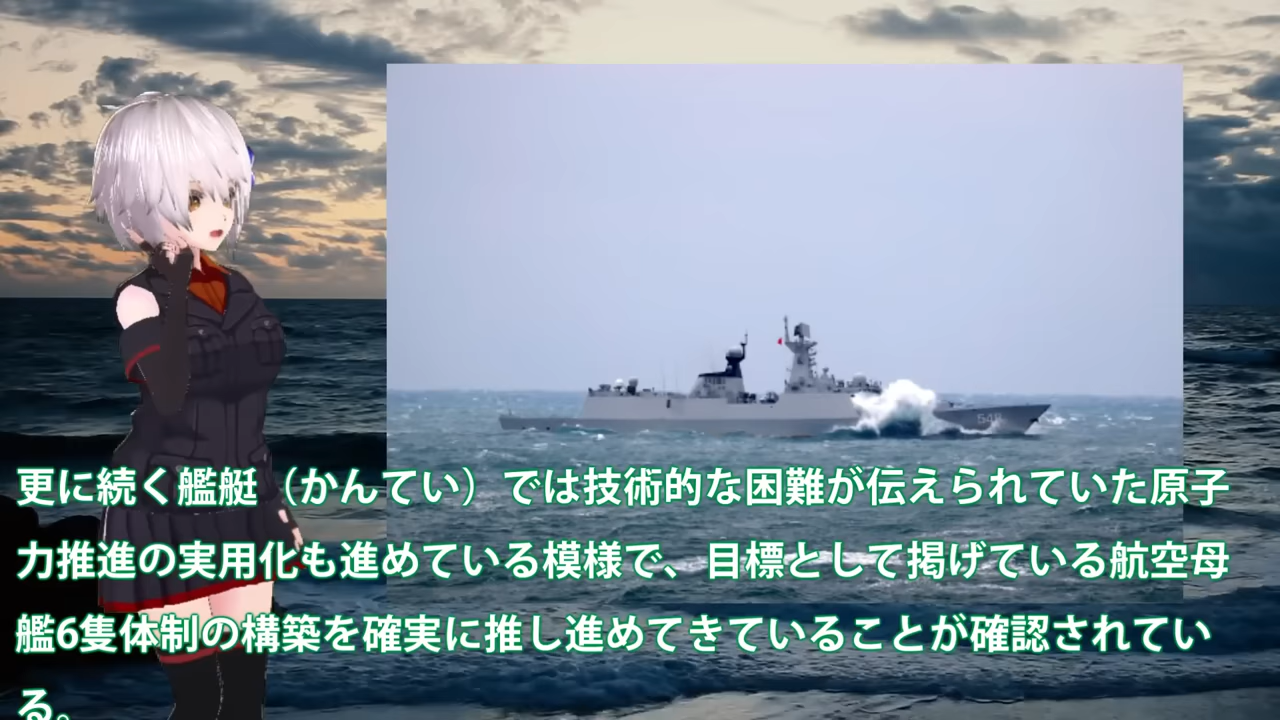 548
更に続く艦艇（かんてい）では技術的な困難が伝えられていた原子
力推進の実用化も進めている模様で、目標として掲げている航空母
艦6隻体制の構築を確実に推し進めてきていることが確認されてい
る。